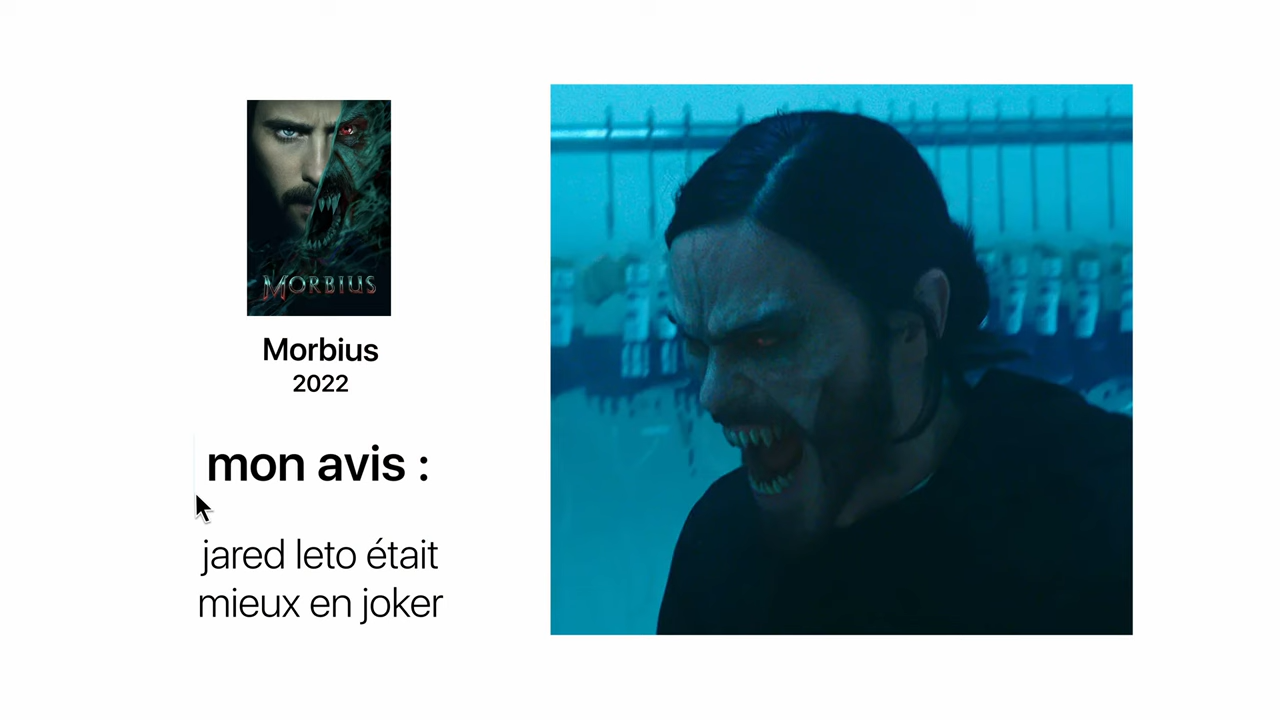 MORBIUS
Morbius
2022
mon avis :
jared leto était
mieux en joker